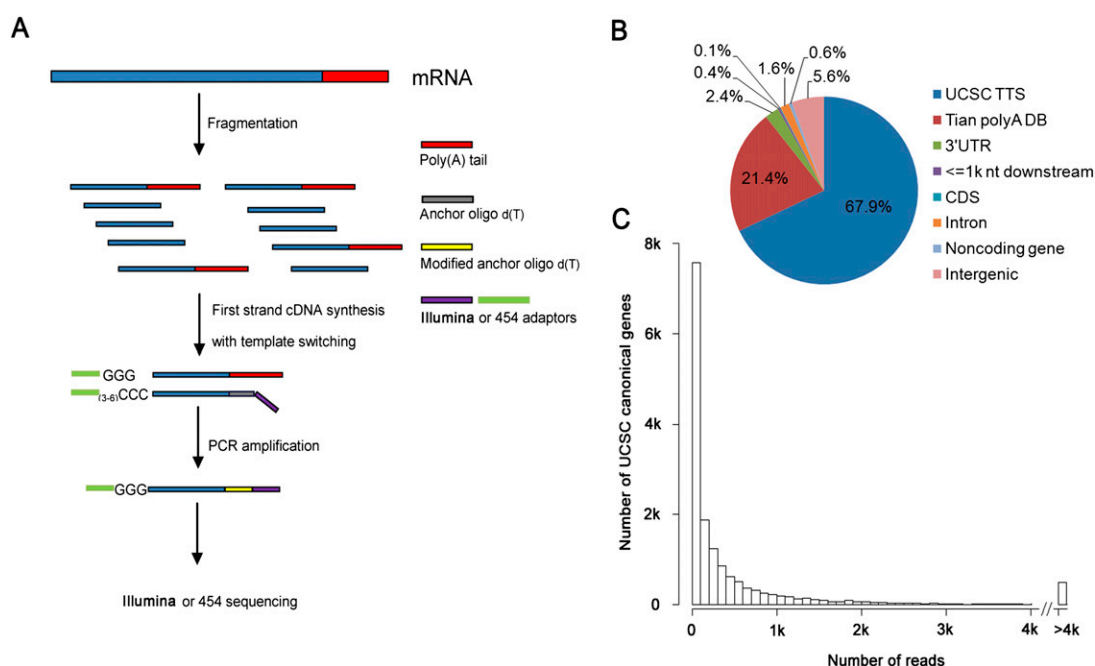 A
mRNA
Fragmentation
Poly(A) tail
Anchor oligo d(T)
Modified anchor oligo d(T)
Illumina or 454 adaptors
First strand cDNA synthesis
with template switching
GGG
(3-6)CCC
PCR amplification
GGG
Illumina or 454 sequencing
B
0.1%
0.4%
2.4%
1.6%
0.6%
5.6%
21.4%
67.9%
UCSC TTS
Tian polyA DB
3'UTR
<=1k nt downstream
CDS
Intron
Noncoding gene
Intergenic
C
Number of UCSC canonical genes
8k
6k
4k
2k
0
0
1k
2k
3k
4k
//
>4k
Number of reads